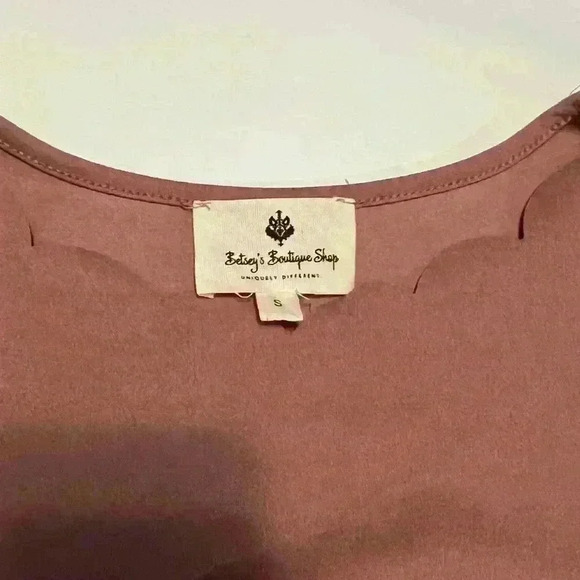 Betsey's Boutique Shop
UNIQUELY DIFFERENT.
S